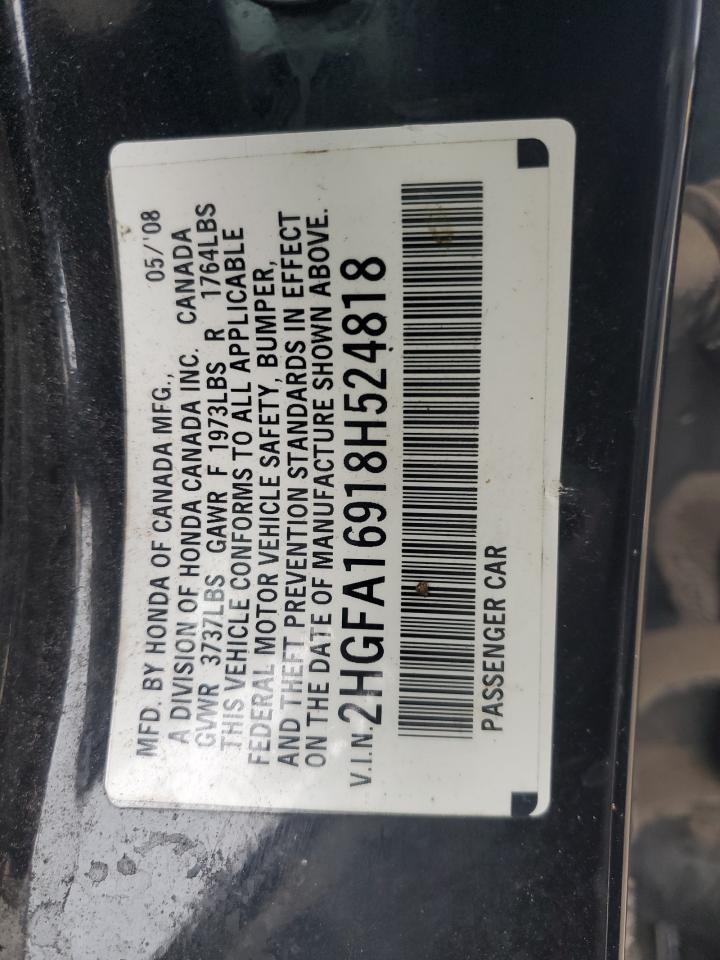 MFD. BY HONDA OF CANADA MFG., 05/'08
A DIVISION OF HONDA CANADA INC. CANADA
GVWR 3737LBS GAWR F 1973LBS R 1764LBS
THIS VEHICLE CONFORMS TO ALL APPLICABLE
FEDERAL MOTOR VEHICLE SAFETY, BUMPER,
AND THEFT PREVENTION STANDARDS IN EFFECT
ON THE DATE OF MANUFACTURE SHOWN ABOVE.
V.I.N. 2HGFA16918H524818
PASSENGER CAR